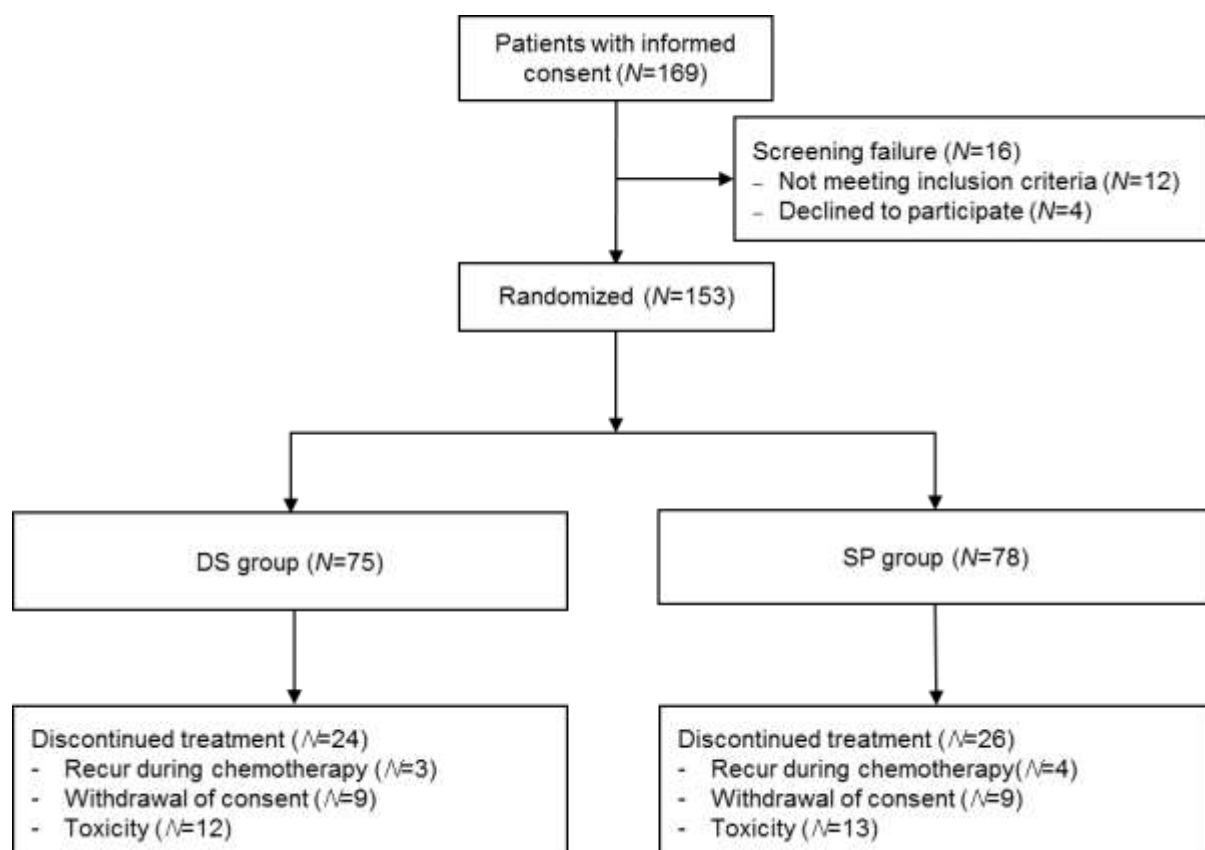 Patients with informed
consent (N=169)
Screening failure (N=16)
- Not meeting inclusion criteria (N=12)
- Declined to participate (N=4)
Randomized (N=153)
DS group (N=75)
SP group (N=78)
Discontinued treatment (N=24)
- Recur during chemotherapy (N=3)
- Withdrawal of consent (N=9)
- Toxicity (N=12)
Discontinued treatment (N=26)
- Recur during chemotherapy(N=4)
- Withdrawal of consent (N=9)
- Toxicity (N=13)